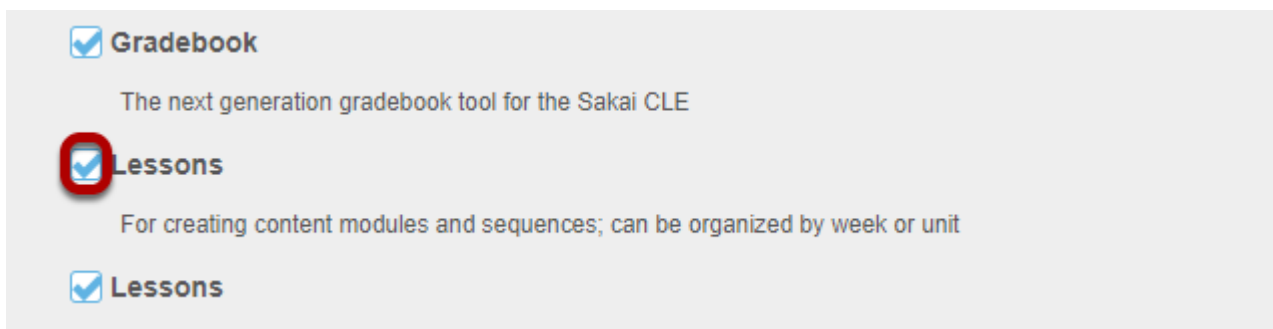 Gradebook
The next generation gradebook tool for the Sakai CLE
Lessons
For creating content modules and sequences; can be organized by week or unit
Lessons